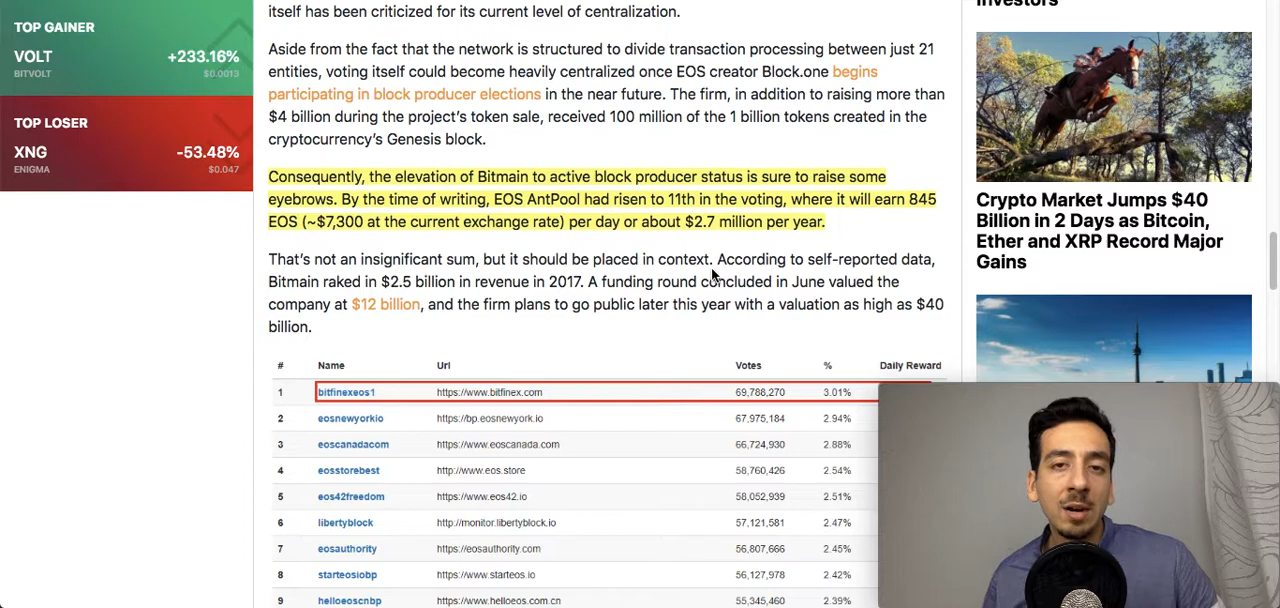 TOP GAINER
VOLT +233.16%
BITVOLT $0.0013
TOP LOSER
XNG -53.48%
ENIGMA $0.047
itself has been criticized for its current level of centralization.
Aside from the fact that the network is structured to divide transaction processing between just 21
entities, voting itself could become heavily centralized once EOS creator Block.one begins
participating in block producer elections in the near future. The firm, in addition to raising more than
$4 billion during the project’s token sale, received 100 million of the 1 billion tokens created in the
cryptocurrency’s Genesis block.
Consequently, the elevation of Bitmain to active block producer status is sure to raise some
eyebrows. By the time of writing, EOS AntPool had risen to 11th in the voting, where it will earn 845
EOS (~$7,300 at the current exchange rate) per day or about $2.7 million per year.
That’s not an insignificant sum, but it should be placed in context. According to self-reported data,
Bitmain raked in $2.5 billion in revenue in 2017. A funding round concluded in June valued the
company at $12 billion, and the firm plans to go public later this year with a valuation as high as $40
billion.
# Name Url Votes % Daily Reward
1 bitfinexeos1 https://www.bitfinex.com 69,788,270 3.01%
2 eosnewyorkio https://bp.eosnewyork.io 67,975,184 2.94%
3 eoscanadacom https://www.eoscanada.com 66,724,930 2.88%
4 eosstorebest http://www.eos.store 58,760,426 2.54%
5 eos42freedom https://www.eos42.io 58,052,939 2.51%
6 libertyblock http://monitor.libertyblock.io 57,121,581 2.47%
7 eosauthority https://eosauthority.com 56,807,666 2.45%
8 starteosiobp https://www.starteos.io 56,127,978 2.42%
9 helloeoscnbp https://www.helloeos.com.cn 55,345,460 2.39%
Investors
Crypto Market Jumps $40
Billion in 2 Days as Bitcoin,
Ether and XRP Record Major
Gains